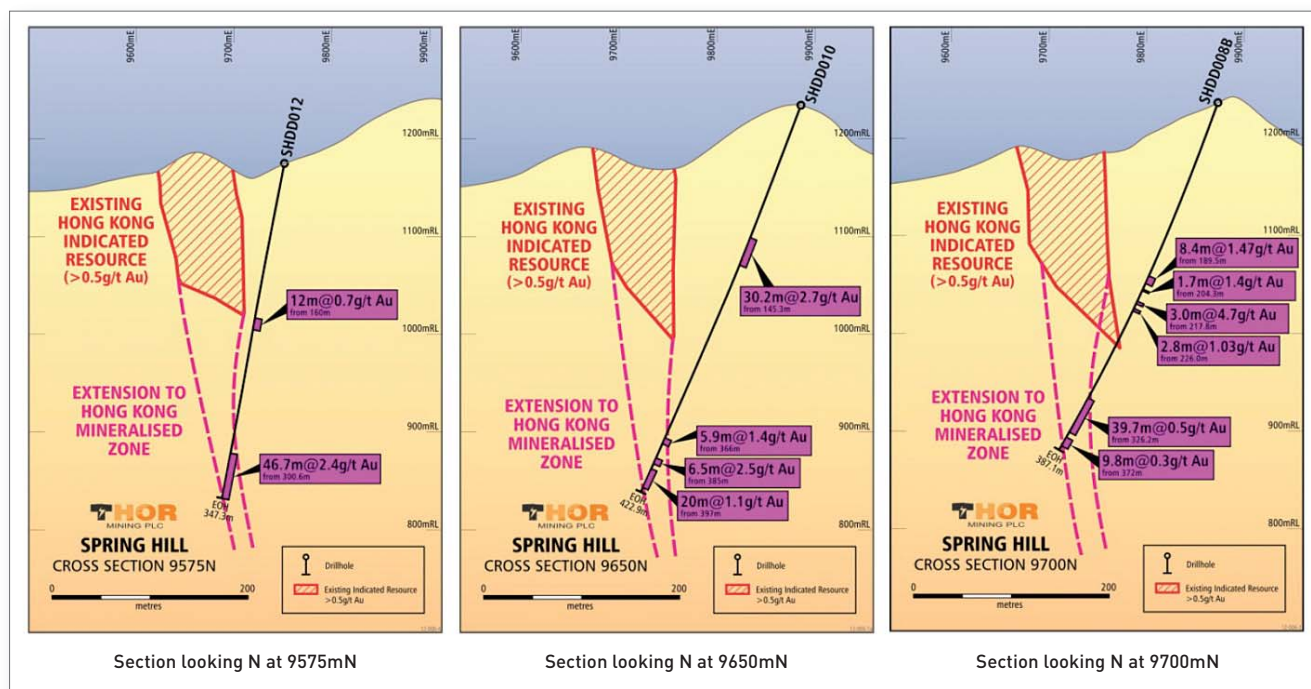 9600mE
9700mE
9800mE
9900mE
SHDD012
1200mRL
EXISTING
HONG KONG
INDICATED
RESOURCE
(>0.5g/t Au)
1100mRL
12m@0.7g/t Au
from 160m
1000mRL
EXTENSION TO
HONG KONG
MINERALISED
ZONE
900mRL
46.7m@2.4g/t Au
from 300.6m
EOH
347.3m
THOR
MINING PLC
800mRL
SPRING HILL
CROSS SECTION 9575N
0
200
metres
Drillhole
Existing Indicated Resource
>0.5g/t Au
Section looking N at 9575mN
9600mE
9700mE
9800mE
9900mE
SHDD010
1200mRL
EXISTING
HONG KONG
INDICATED
RESOURCE
(>0.5g/t Au)
1100mRL
30.2m@2.7g/t Au
from 145.3m
1000mRL
EXTENSION TO
HONG KONG
MINERALISED
ZONE
900mRL
5.9m@1.4g/t Au
from 366m
6.5m@2.5g/t Au
from 385m
20m@1.1g/t Au
from 397m
EOH
422.9m
THOR
MINING PLC
800mRL
SPRING HILL
CROSS SECTION 9650N
0
200
metres
Drillhole
Existing Indicated Resource
>0.5g/t Au
Section looking N at 9650mN
9600mE
9700mE
9800mE
9900mE
SHDD008B
1200mRL
EXISTING
HONG KONG
INDICATED
RESOURCE
(>0.5g/t Au)
1100mRL
8.4m@1.47g/t Au
from 189.5m
1.7m@1.4g/t Au
from 204.3m
3.0m@4.7g/t Au
from 217.8m
2.8m@1.03g/t Au
from 226.0m
1000mRL
EXTENSION TO
HONG KONG
MINERALISED
ZONE
900mRL
39.7m@0.5g/t Au
from 326.2m
9.8m@0.3g/t Au
from 372m
EOH
387.1m
THOR
MINING PLC
800mRL
SPRING HILL
CROSS SECTION 9700N
0
200
metres
Drillhole
Existing Indicated Resource
>0.5g/t Au
Section looking N at 9700mN